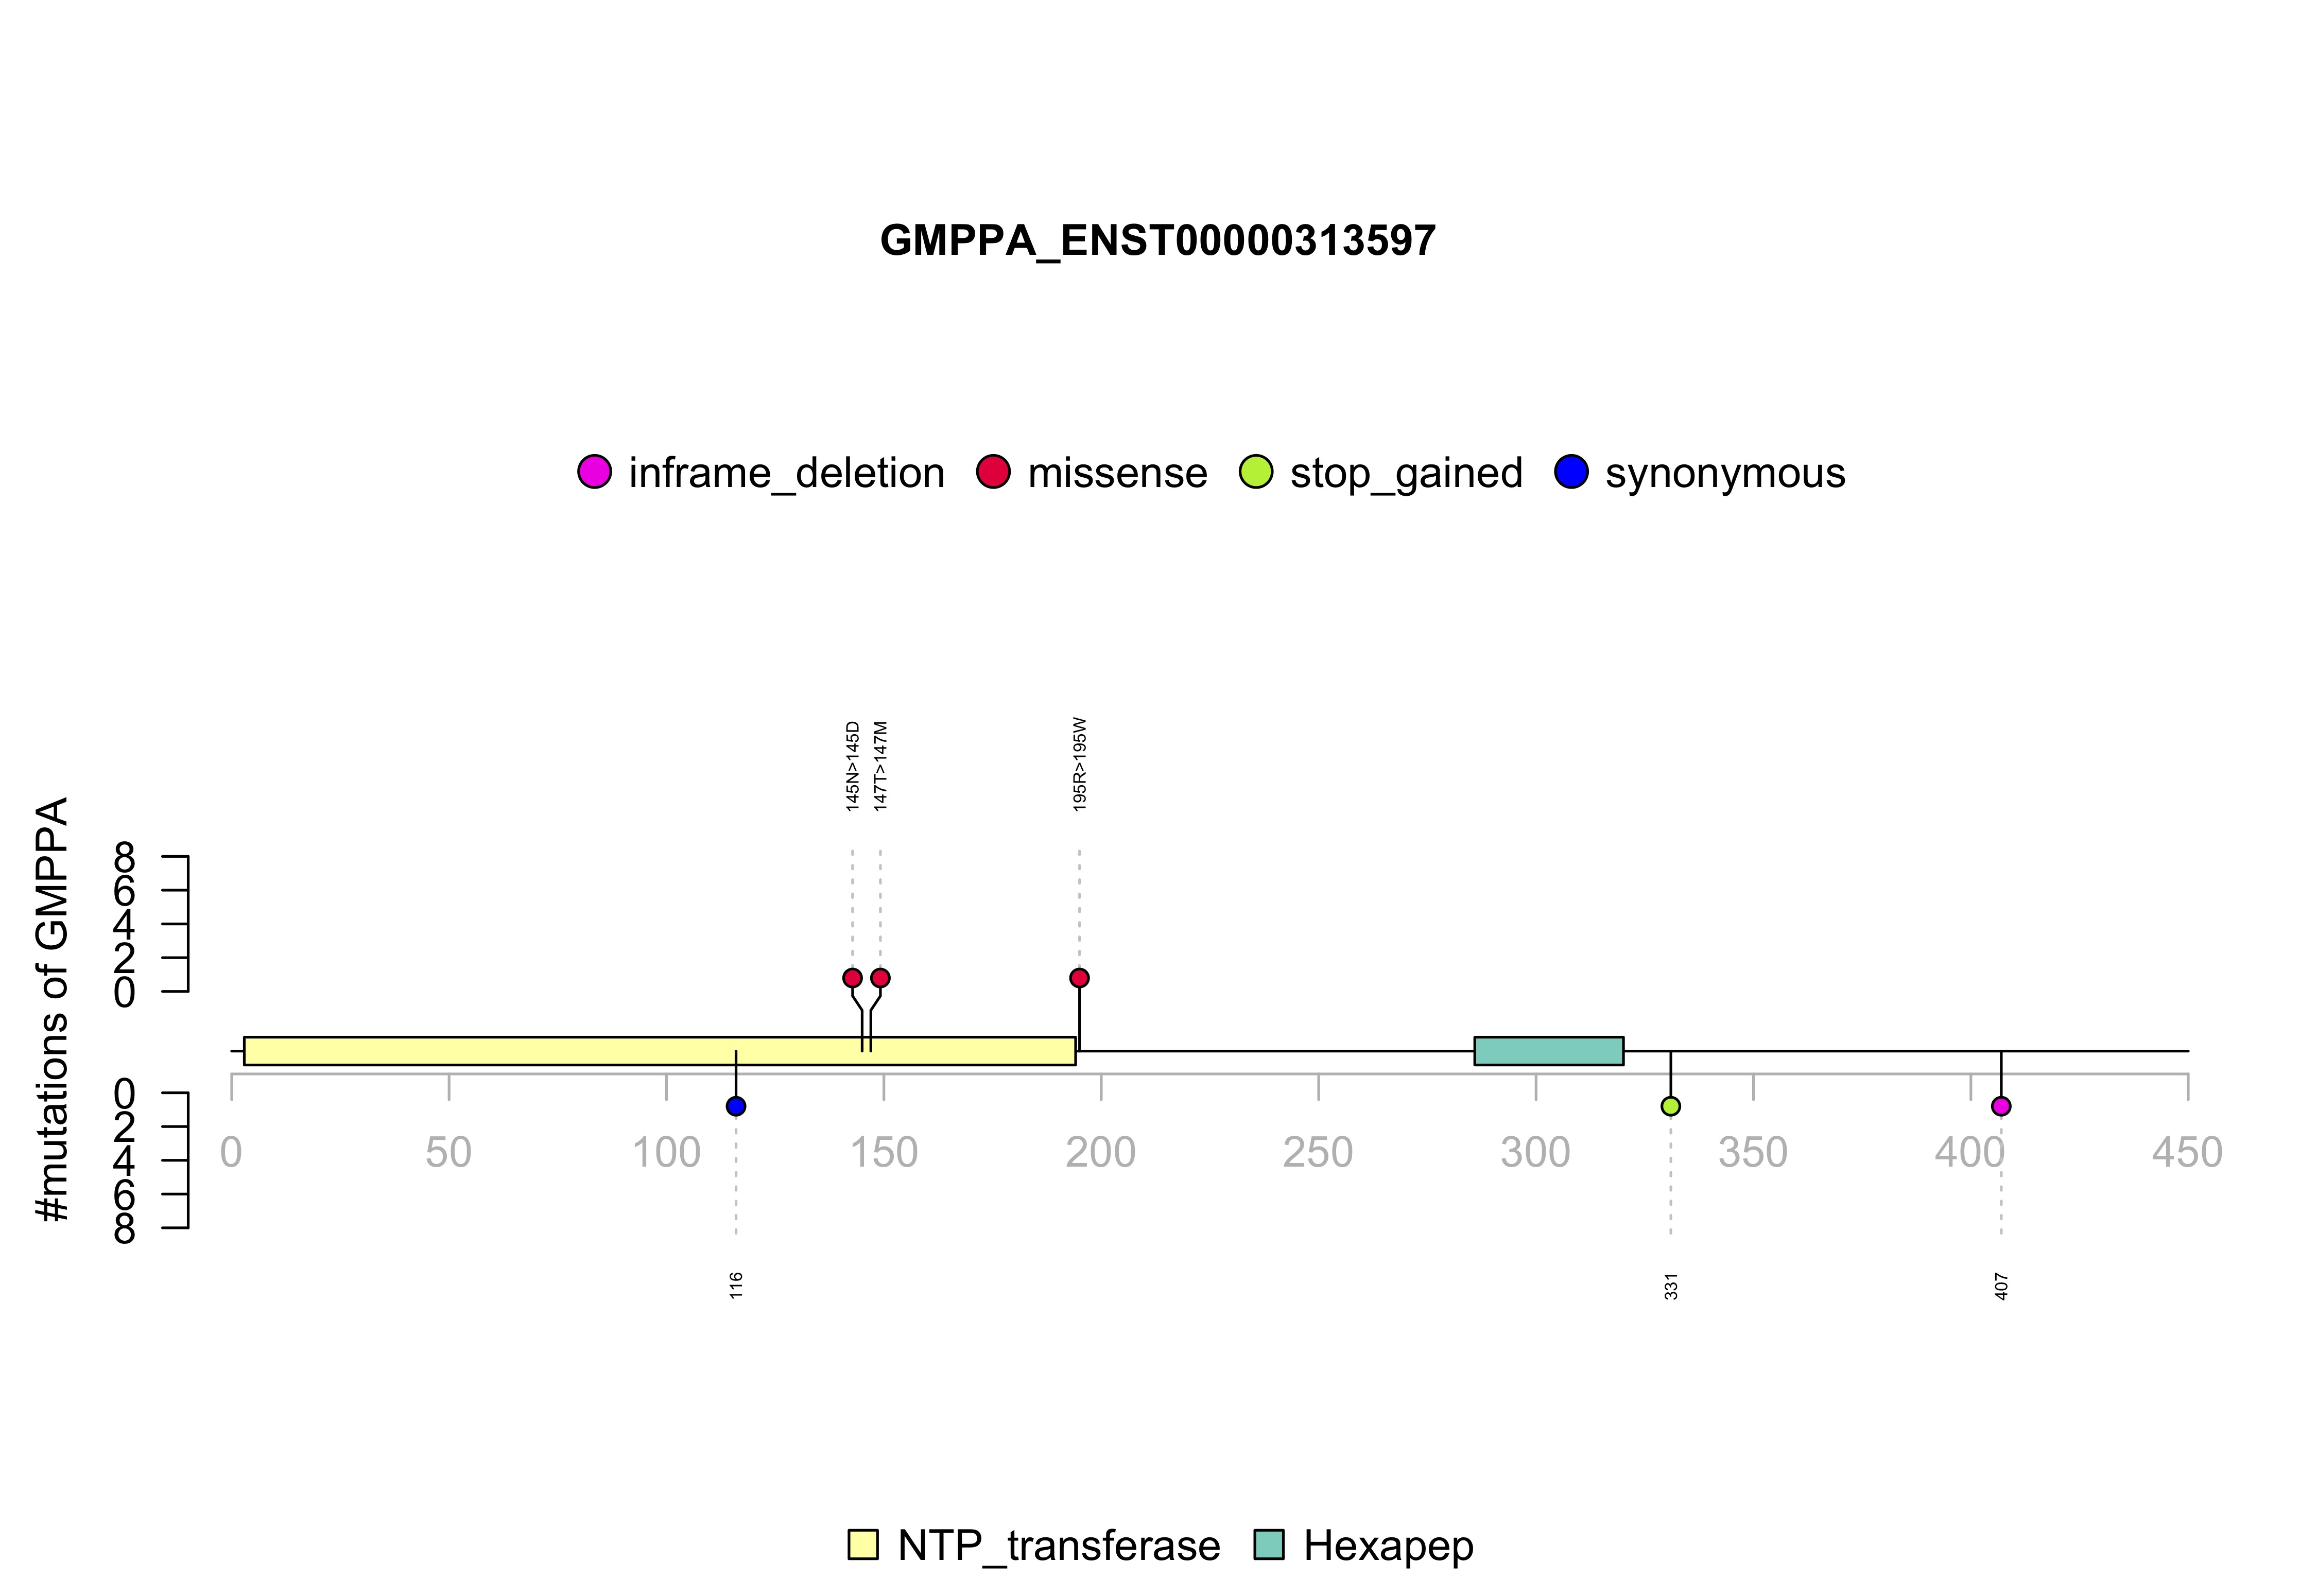 GMPPA_ENST00000313597
inframe_deletion missense stop_gained synonymous
145N>145D
147T>147M
195R>195W
#mutations of GMPPA
8
6
4
2
0
0
2
4
6
8
0 50 100 150 200 250 300 350 400 450
116
331
407
NTP_transferase Hexapep